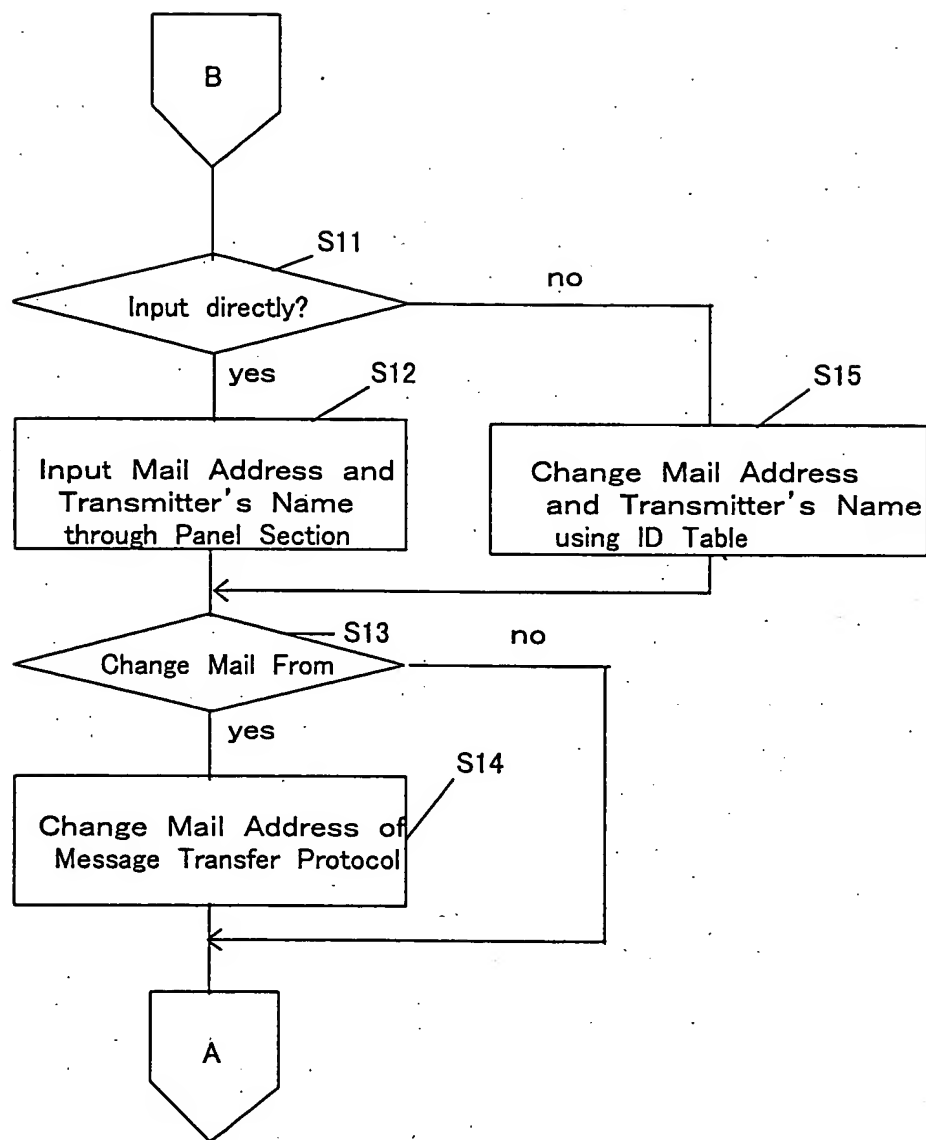 B
S11
Input directly?
no
yes
S12
S15
Input Mail Address and
Transmitter's Name
through Panel Section
Change Mail Address
and Transmitter's Name
using ID Table
S13
no
Change Mail From
yes
S14
Change Mail Address of
Message Transfer Protocol
A